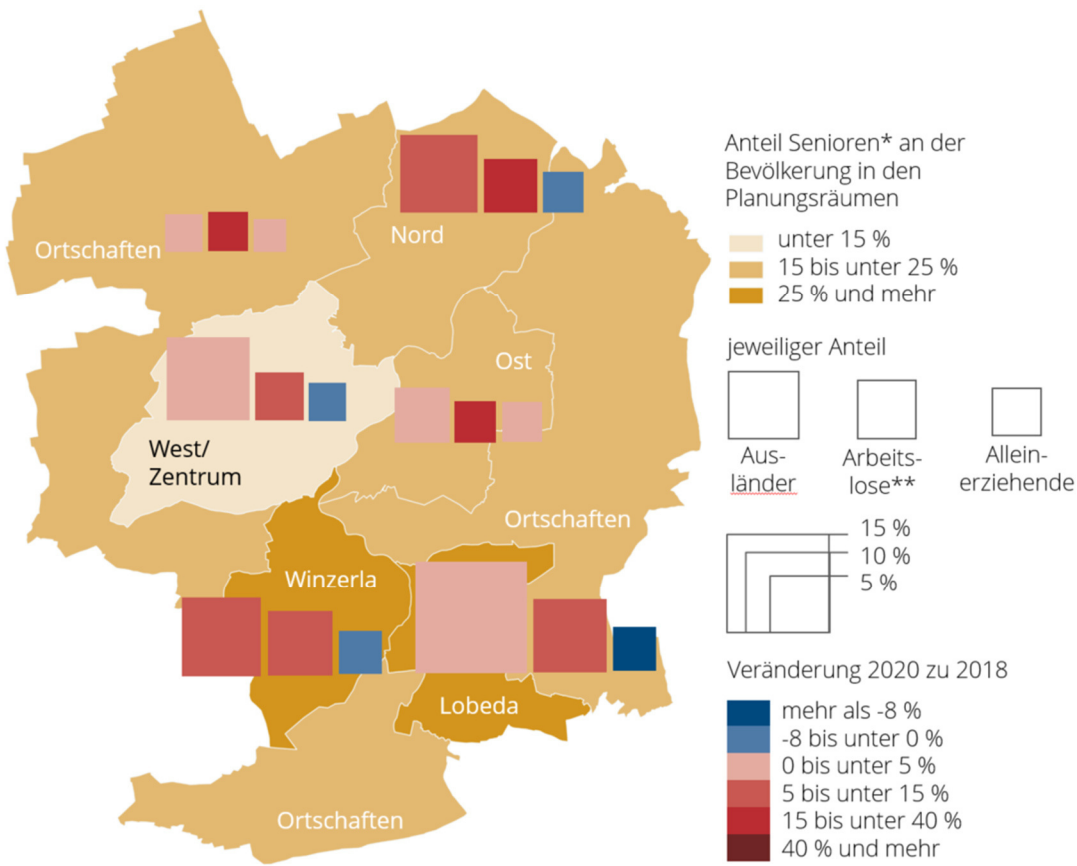 Anteil Senioren* an der
Bevölkerung in den
Planungsräumen
unter 15 %
15 bis unter 25 %
25 % und mehr
jeweiliger Anteil
Aus-
länder
Arbeits-
lose**
Allein-
erziehende
15 %
10 %
5 %
Veränderung 2020 zu 2018
mehr als -8 %
-8 bis unter 0 %
0 bis unter 5 %
5 bis unter 15 %
15 bis unter 40 %
40 % und mehr
Ortschaften
Nord
Ost
West/
Zentrum
Ortschaften
Winzerla
Lobeda
Ortschaften